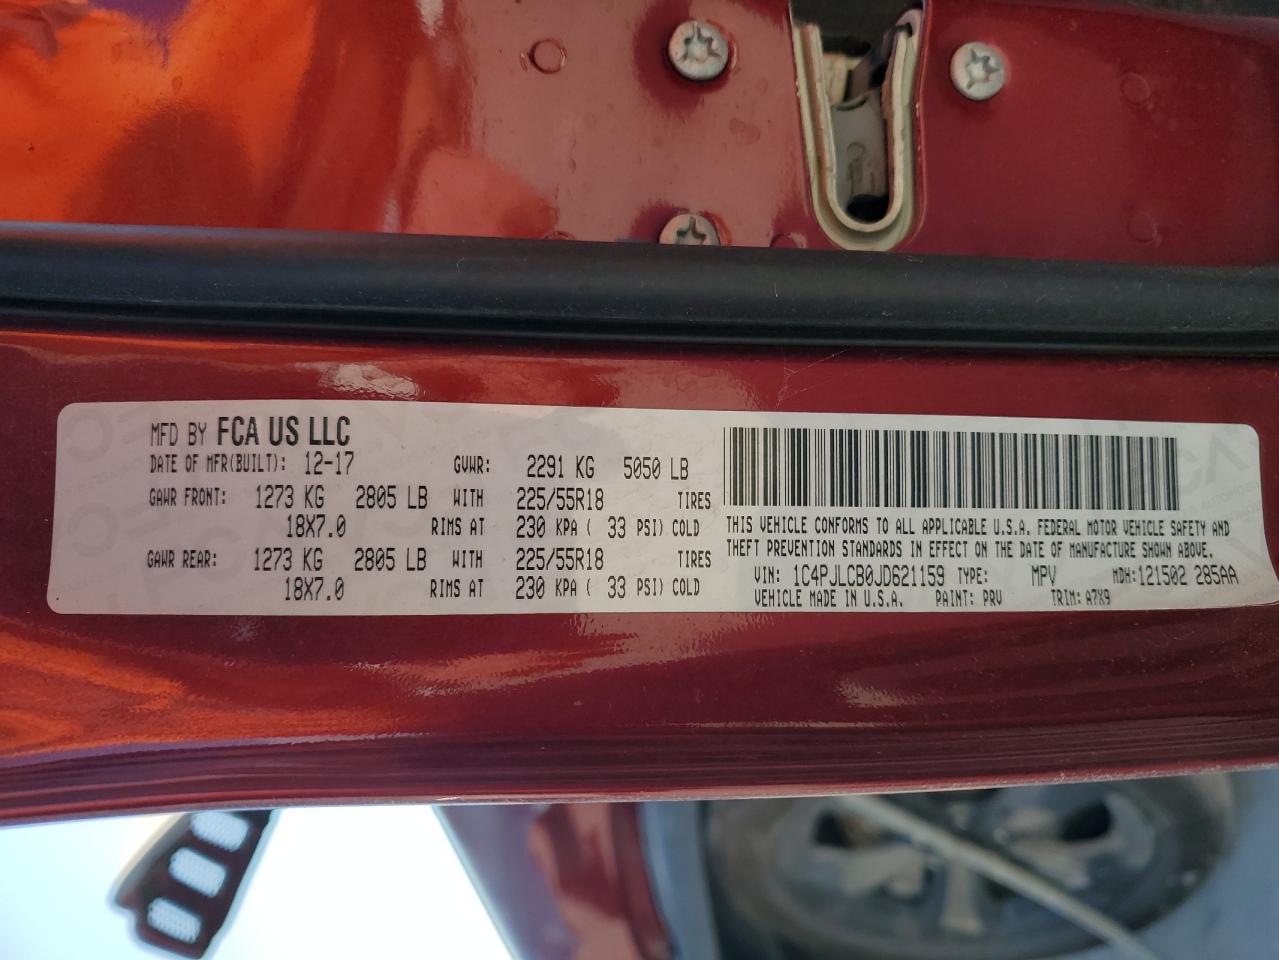 MFD BY FCA US LLC
DATE OF MFR(BUILT): 12-17 GVWR: 2291 KG 5050 LB
GAWR FRONT: 1273 KG 2805 LB WITH 225/55R18 TIRES
18X7.0 RIMS AT 230 KPA ( 33 PSI) COLD
GAWR REAR: 1273 KG 2805 LB WITH 225/55R18 TIRES
18X7.0 RIMS AT 230 KPA ( 33 PSI) COLD
THIS VEHICLE CONFORMS TO ALL APPLICABLE U.S.A. FEDERAL MOTOR VEHICLE SAFETY AND
THEFT PREVENTION STANDARDS IN EFFECT ON THE DATE OF MANUFACTURE SHOWN ABOVE.
VIN: 1C4PJLCB0JD621159 TYPE: MPV MDH: 121502 285AA
VEHICLE MADE IN U.S.A. PAINT: PRV TRIM: A7X9